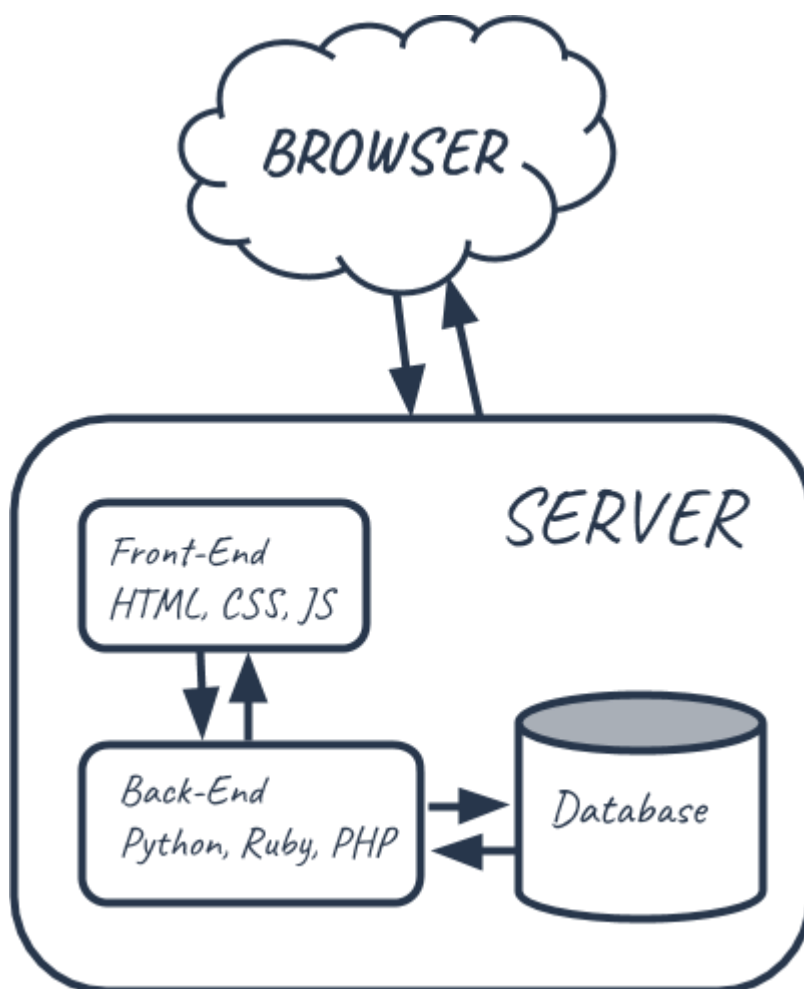 BROWSER
SERVER
Front-End
HTML, CSS, JS
Back-End
Python, Ruby, PHP
Database